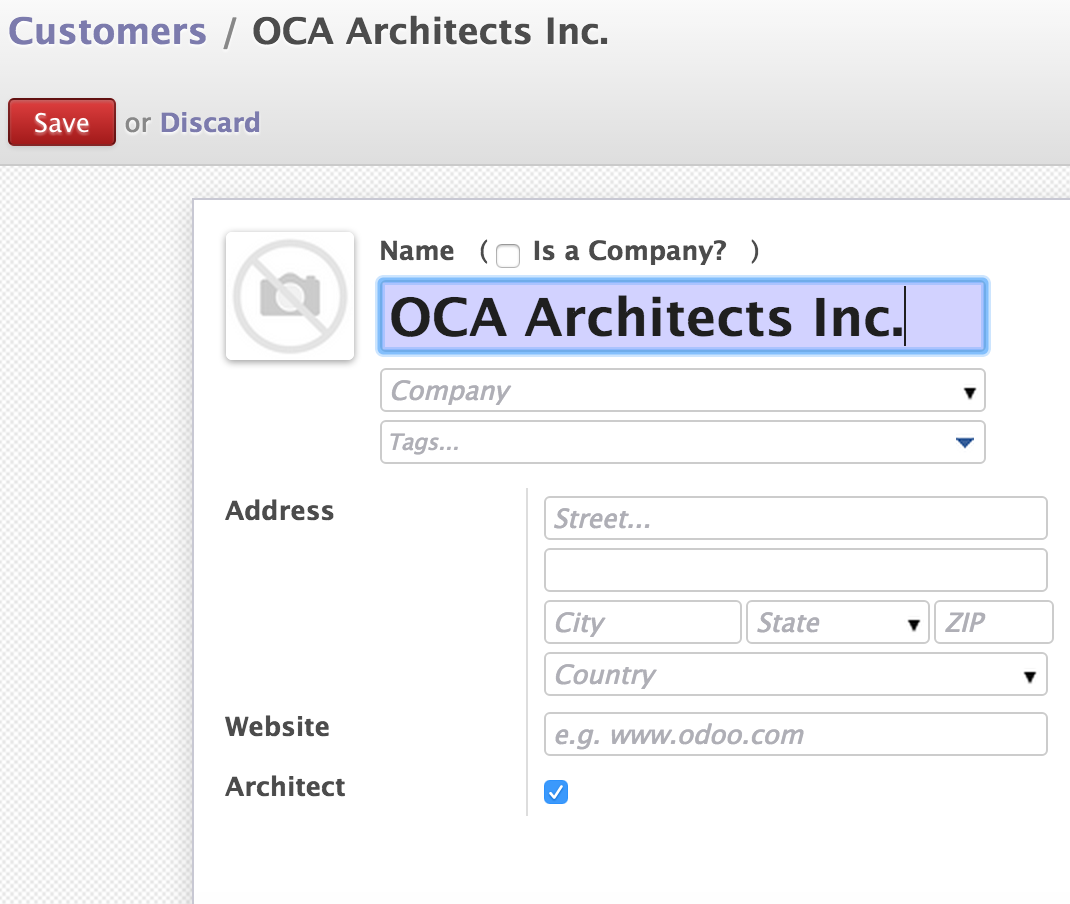 Customers / OCA Architects Inc.
Save or Discard
Name ( Is a Company? )
OCA Architects Inc.
Company
Tags...
Address
Street...
City State ZIP
Country
Website e.g. www.odoo.com
Architect